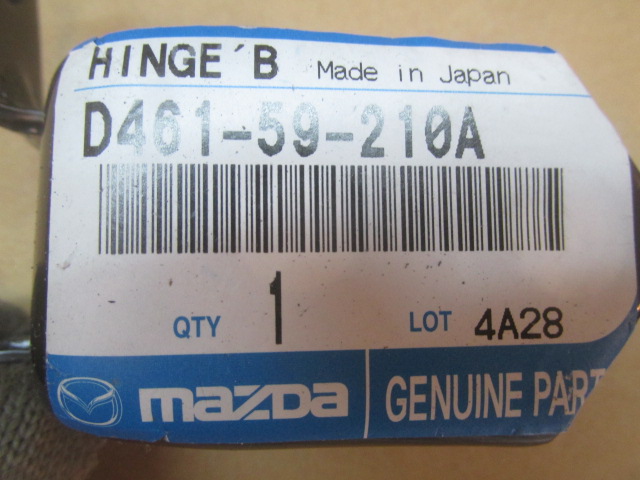 HINGE´B Made in Japan
D461-59-210A
QTY 1 LOT 4A28
mazda GENUINE PART